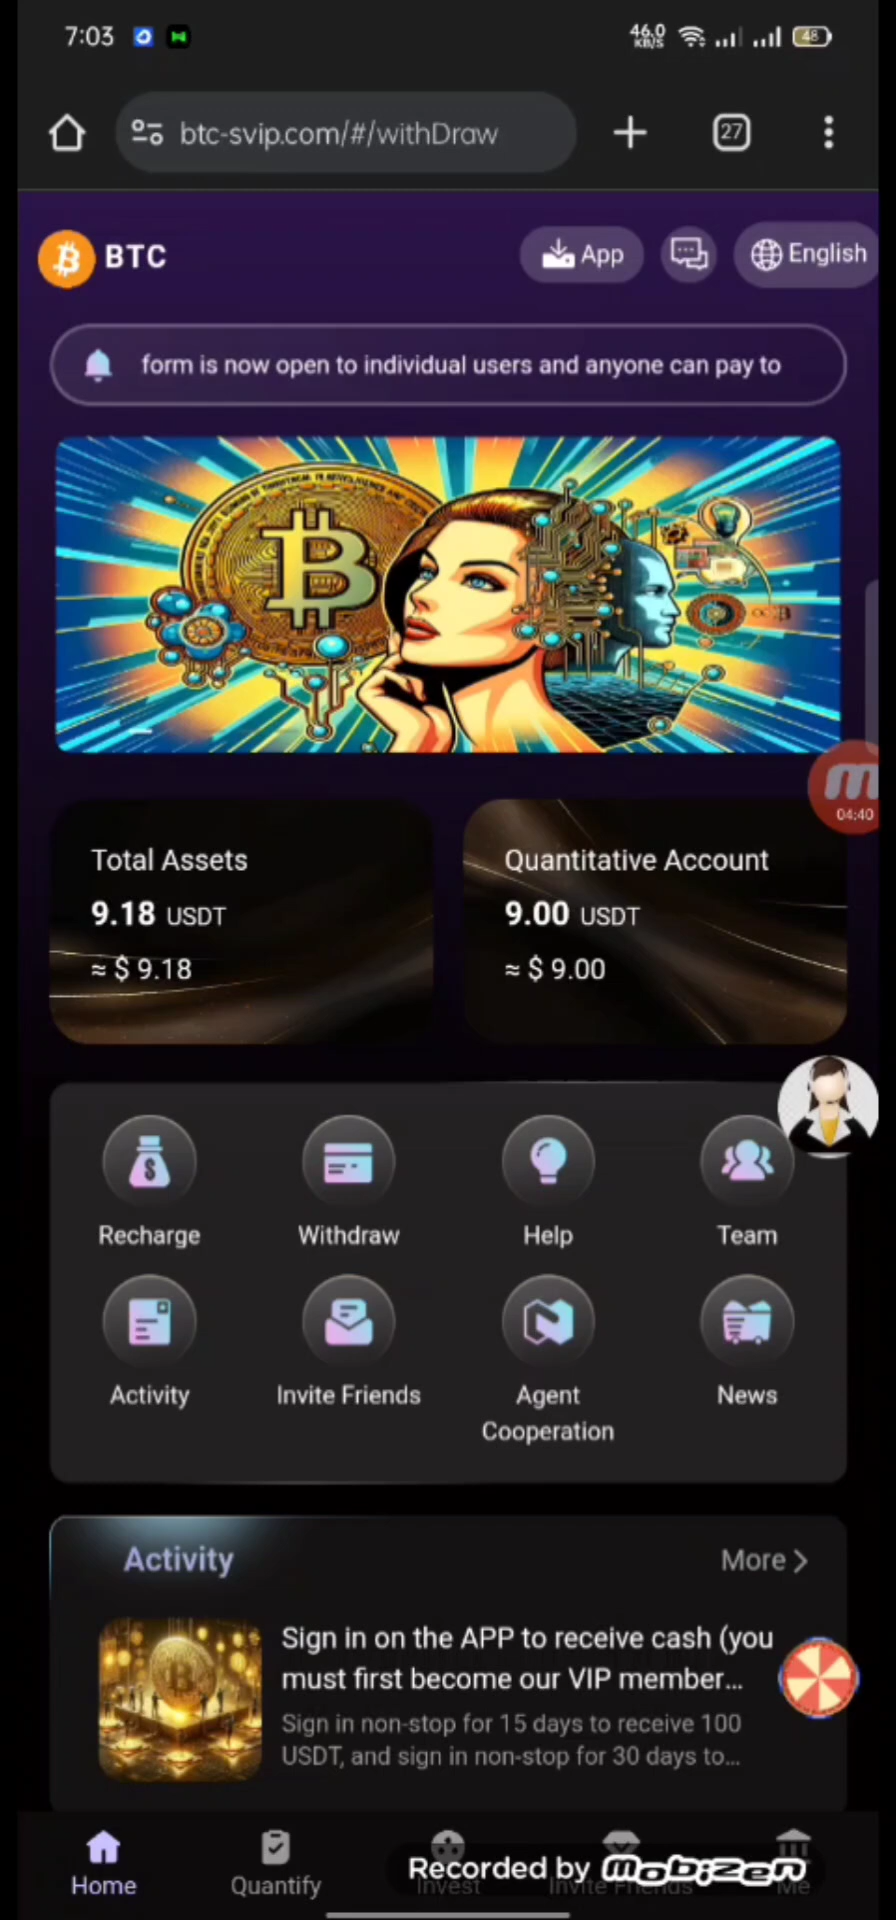 7:03
46.0
KB/S
48
btc-svip.com/#/withDraw
27
BTC
App
English
form is now open to individual users and anyone can pay to
04:40
Total Assets
9.18 USDT
≈ $ 9.18
Quantitative Account
9.00 USDT
≈ $ 9.00
Recharge
Withdraw
Help
Team
Activity
Invite Friends
Agent
Cooperation
News
Activity
More
Sign in on the APP to receive cash (you
must first become our VIP member...
Sign in non-stop for 15 days to receive 100
USDT, and sign in non-stop for 30 days to...
Recorded by Mobizen
Home
Quantify
Invest
Invite Friends
Me